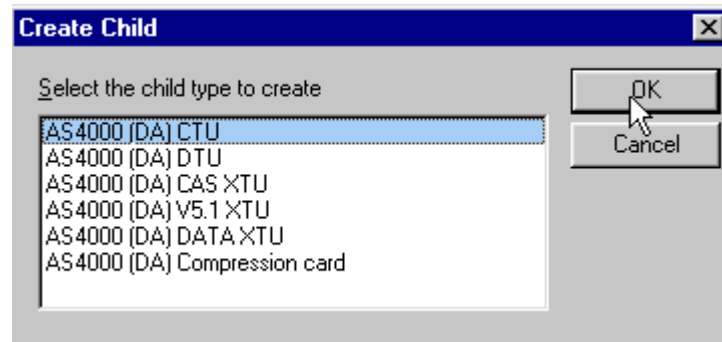 Create Child
Select the child type to create
OK
Cancel
AS4000 (DA) CTU
AS4000 (DA) DTU
AS4000 (DA) CAS XTU
AS4000 (DA) V5.1 XTU
AS4000 (DA) DATA XTU
AS4000 (DA) Compression card